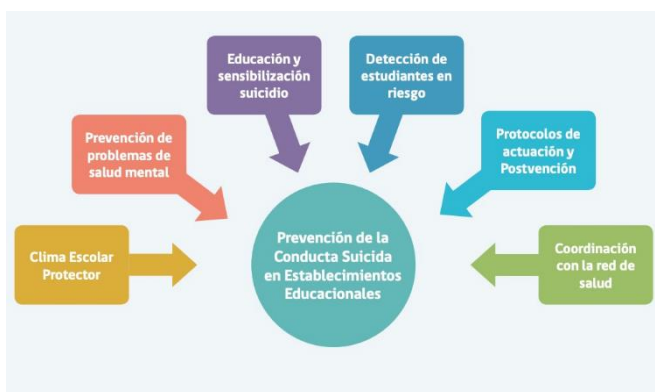 Educación y
sensibilización
suicidio
Detección de
estudiantes en
riesgo
Prevención de
problemas de
salud mental
Protocolos de
actuación y
Postvención
Clima Escolar
Protector
Prevención de la
Conducta Suicida
en Establecimientos
Educacionales
Coordinación
con la red de
salud